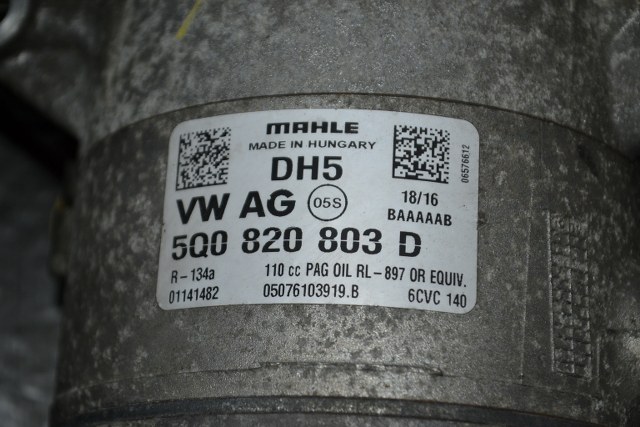 MAHLE
MADE IN HUNGARY
DH5
06576612
VW AG 05S
18/16
BAAAAAB
5Q0 820 803 D
R-134a 110 cc PAG OIL RL-897 OR EQUIV.
01141482 05076103919.B 6CVC 140